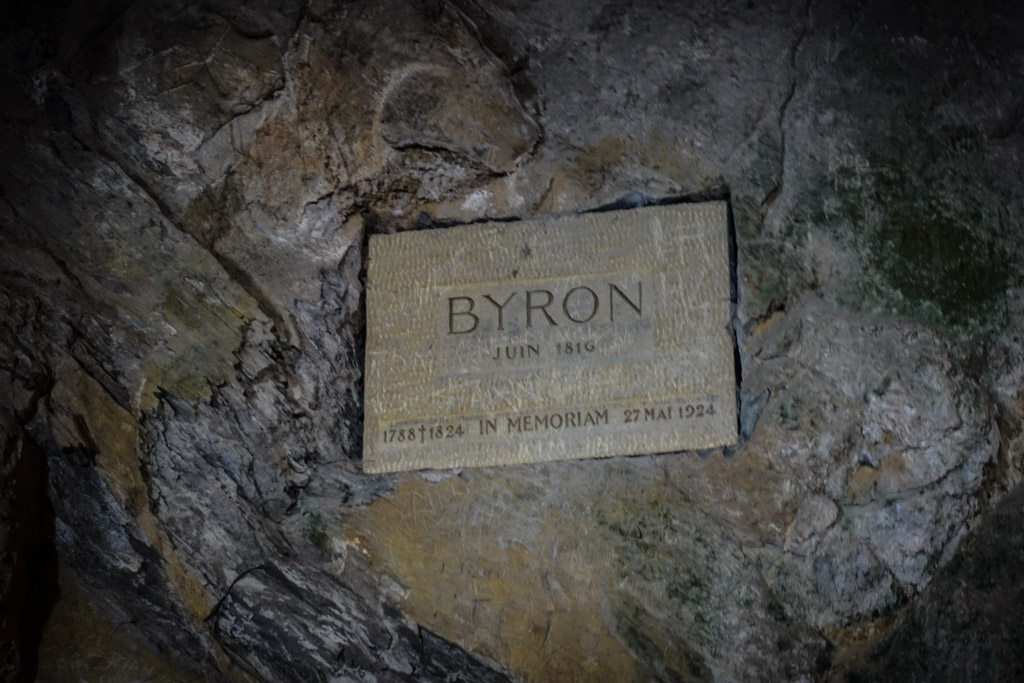 BYRON
JUIN 1816
1788†1824 IN MEMORIAM 27 MAI 1924